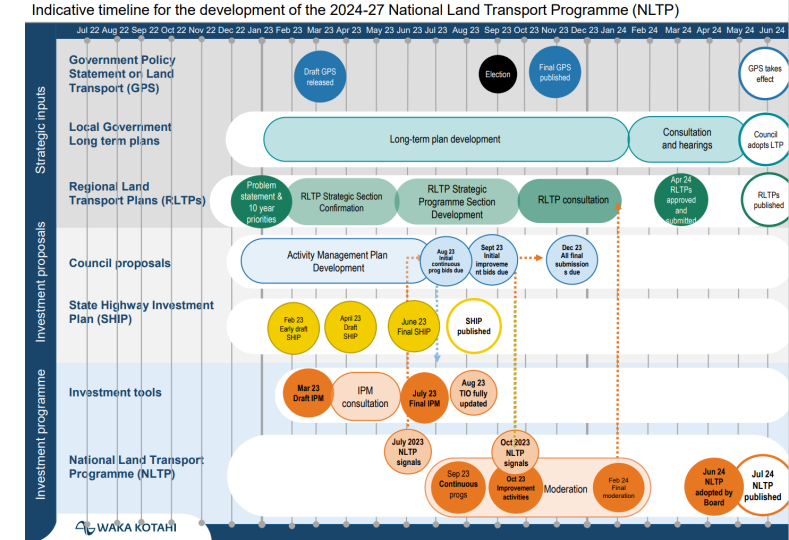 Indicative timeline for the development of the 2024-27 National Land Transport Programme (NLTP)
Jul 22 Aug 22 Sep 22 Oct 22 Nov 22 Dec 22 Jan 23 Feb 23 Mar 23 Apr 23 May 23 Jun 23 Jul 23 Aug 23 Sep 23 Oct 23 Nov 23 Dec 23 Jan 24 Feb 24 Mar 24 Apr 24 May 24 Jun 24
Strategic inputs
Government Policy
Statement on Land
Transport (GPS)
Draft GPS
released
Election
Final GPS
published
GPS takes
effect
Local Government
Long term plans
Long-term plan development
Consultation
and hearings
Council
adopts LTP
Regional Land
Transport Plans (RLTPs)
Problem
statement &
10 year
priorities
RLTP Strategic Section
Confirmation
RLTP Strategic
Programme Section
Development
RLTP consultation
Apr 24
RLTPs
approved
and
submitted
RLTPs
published
Investment proposals
Council proposals
Activity Management Plan
Development
Aug 23
Initial
continuous
prog bids due
Sept 23
Initial
improveme
nt bids due
Dec 23
All final
submission
s due
State Highway Investment
Plan (SHIP)
Feb 23
Early draft
SHIP
April 23
Draft
SHIP
June 23
Final SHIP
SHIP
published
Investment programme
Investment tools
Mar 23
Draft IPM
IPM
consultation
July 23
Final IPM
Aug 23
TIO fully
updated
National Land Transport
Programme (NLTP)
July 2023
NLTP
signals
Oct 2023
NLTP
signals
Sep 23
Continuous
progs
Oct 23
Improvement
activities
Moderation
Feb 24
Final
moderation
Jun 24
NLTP
adopted by
Board
Jul 24
NLTP
published
WAKA KOTAHI